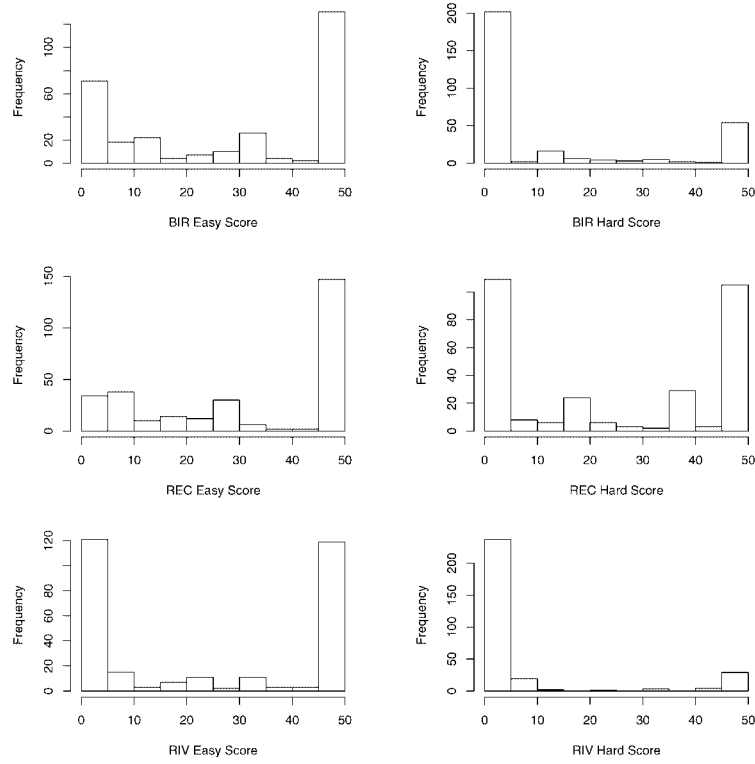 Frequency
0 20 60 100
0 10 20 30 40 50
BIR Easy Score
Frequency
0 50 100 150 200
0 10 20 30 40 50
BIR Hard Score
Frequency
0 50 100 150
0 10 20 30 40 50
REC Easy Score
Frequency
0 20 40 60 80
0 10 20 30 40 50
REC Hard Score
Frequency
0 20 40 60 80 120
0 10 20 30 40 50
RIV Easy Score
Frequency
0 50 100 150 200
0 10 20 30 40 50
RIV Hard Score